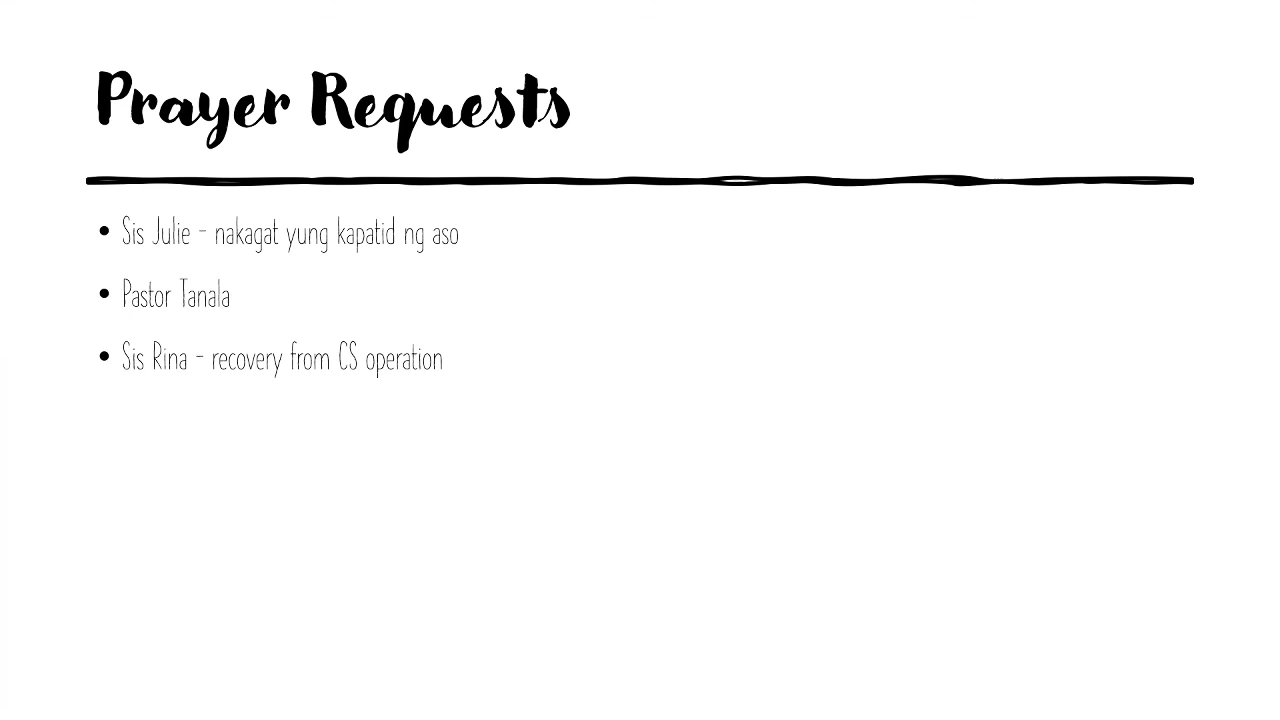 Prayer Requests
• Sis Julie - nakagat yung kapatid ng aso
• Pastor Tanala
• Sis Rina - recovery from CS operation